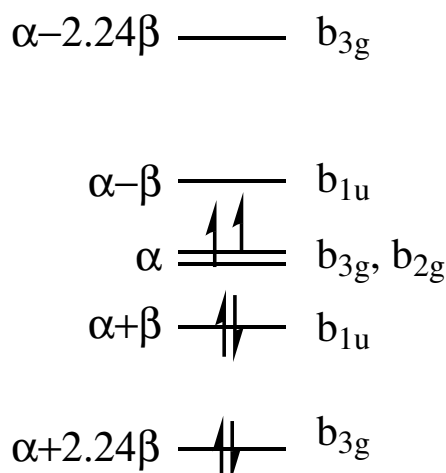 α−2.24β b3g
α−β b1u
α b3g, b2g
α+β b1u
α+2.24β b3g